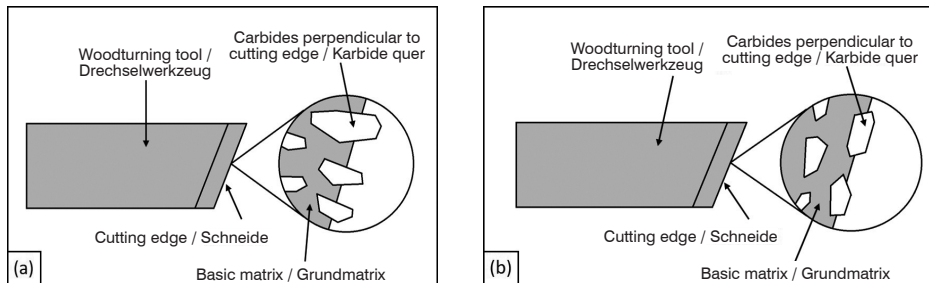 Woodturning tool /
Drechselwerkzeug
Carbides perpendicular to
cutting edge / Karbide quer
Cutting edge / Schneide
Basic matrix / Grundmatrix
(a)
Woodturning tool /
Drechselwerkzeug
Carbides perpendicular to
cutting edge / Karbide quer
Cutting edge / Schneide
Basic matrix / Grundmatrix
(b)